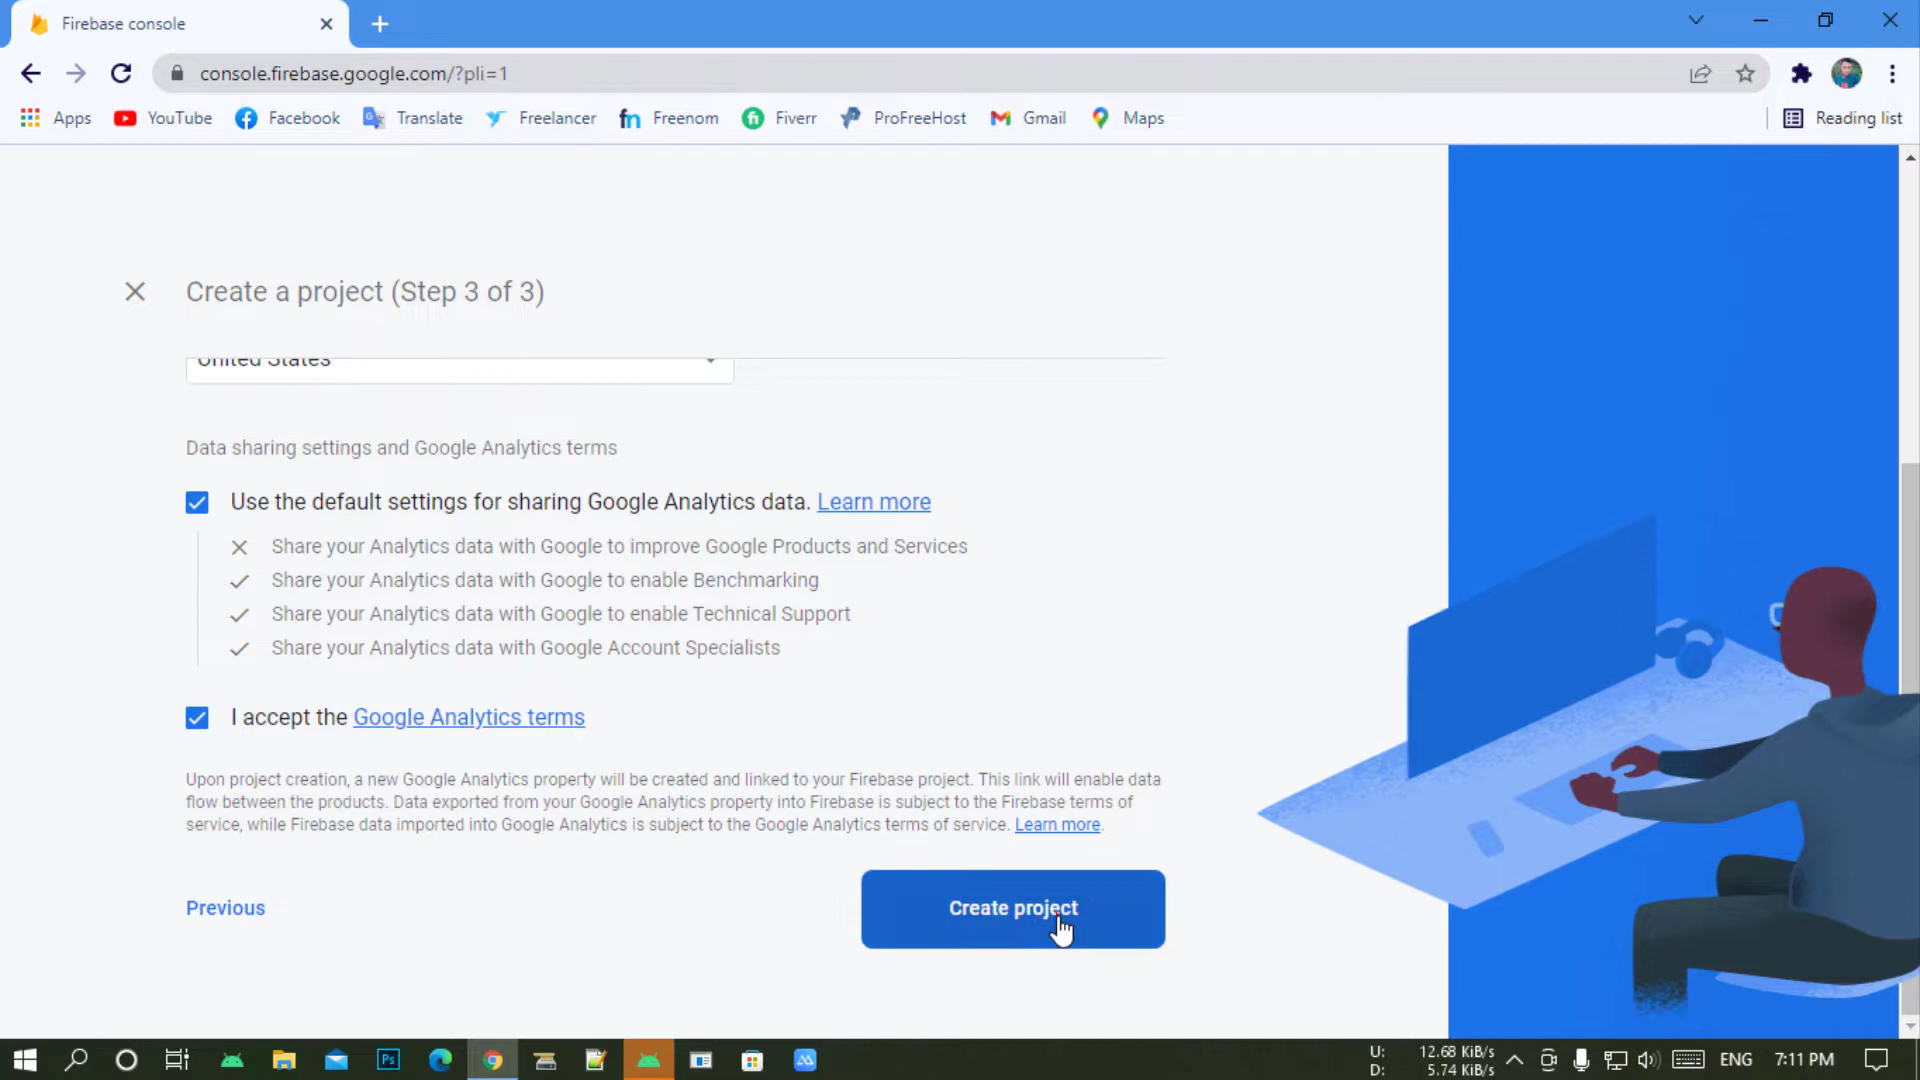 Firebase console
console.firebase.google.com/?pli=1
Apps YouTube Facebook Translate Freelancer Freenom Fiverr ProFreeHost Gmail Maps Reading list
Create a project (Step 3 of 3)
United States
Data sharing settings and Google Analytics terms
Use the default settings for sharing Google Analytics data. Learn more
Share your Analytics data with Google to improve Google Products and Services
Share your Analytics data with Google to enable Benchmarking
Share your Analytics data with Google to enable Technical Support
Share your Analytics data with Google Account Specialists
I accept the Google Analytics terms
Upon project creation, a new Google Analytics property will be created and linked to your Firebase project. This link will enable data
flow between the products. Data exported from your Google Analytics property into Firebase is subject to the Firebase terms of
service, while Firebase data imported into Google Analytics is subject to the Google Analytics terms of service. Learn more.
Previous Create project
U: 12.68 KiB/s
D: 5.74 KiB/s
ENG 7:11 PM